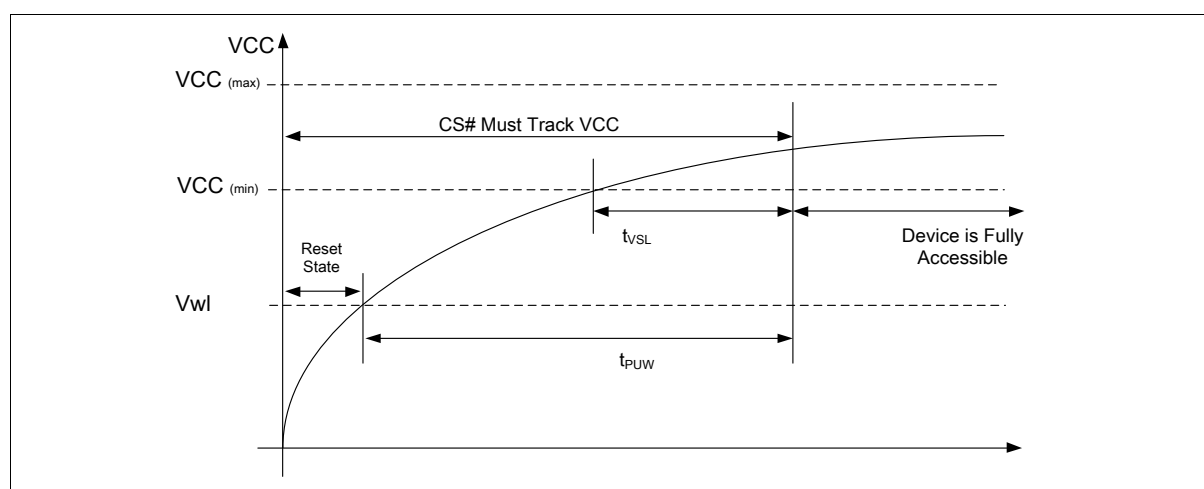 VCC
VCC (max)
CS# Must Track VCC
VCC (min)
tVSL
Device is Fully
Accessible
Reset
State
Vwl
tPUW